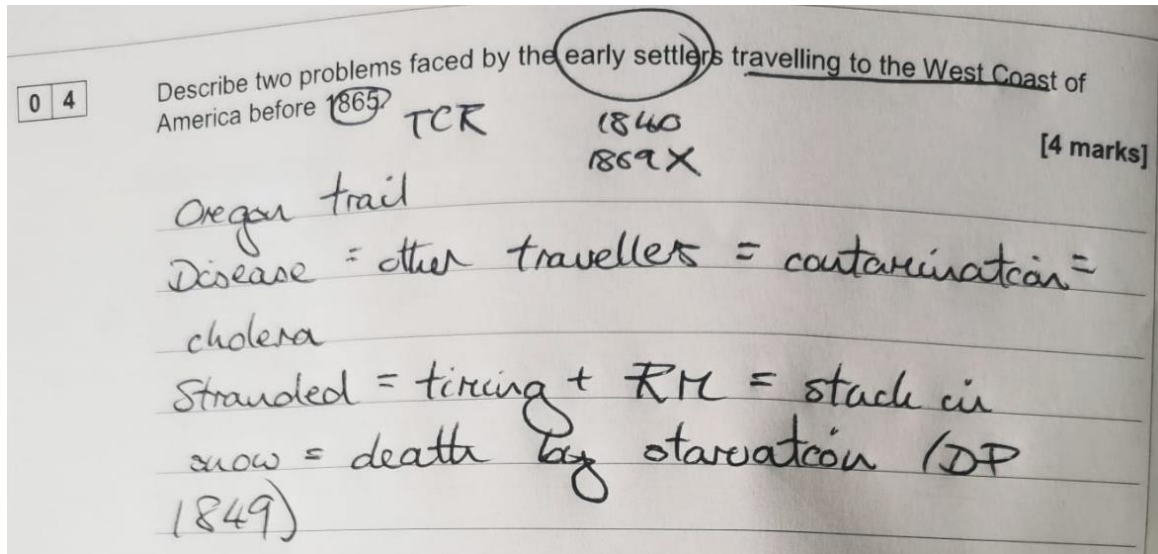 0 4
Describe two problems faced by the early settlers travelling to the West Coast of
America before 1865?
TCR 1840
1869 X
[4 marks]
Oregon trail
Disease = other travellers = contamination =
cholera
Stranded = timing + RM = stuck in
snow = death by starvation (DP
1849)